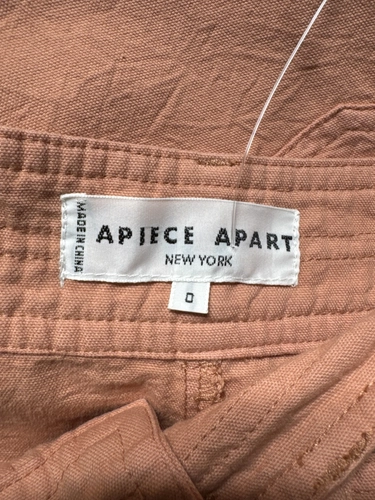 MADE IN CHINA
APIECE APART
NEW YORK
0